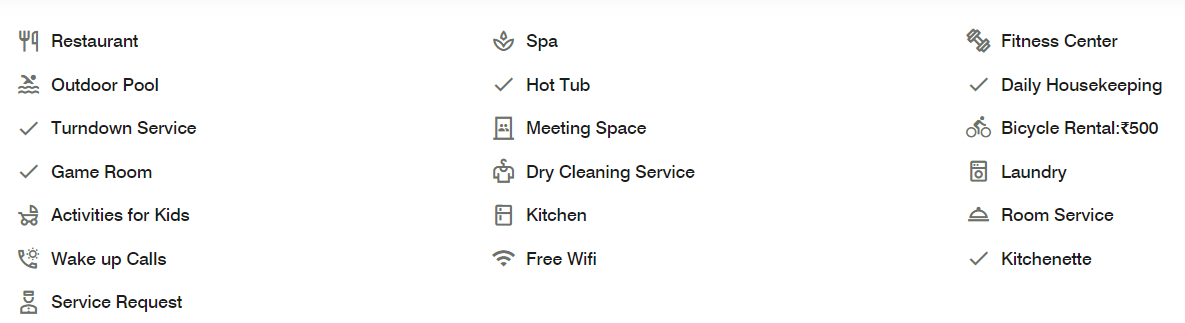 Restaurant
Spa
Fitness Center
Outdoor Pool
Hot Tub
Daily Housekeeping
Turndown Service
Meeting Space
Bicycle Rental:₹500
Game Room
Dry Cleaning Service
Laundry
Activities for Kids
Kitchen
Room Service
Wake up Calls
Free Wifi
Kitchenette
Service Request